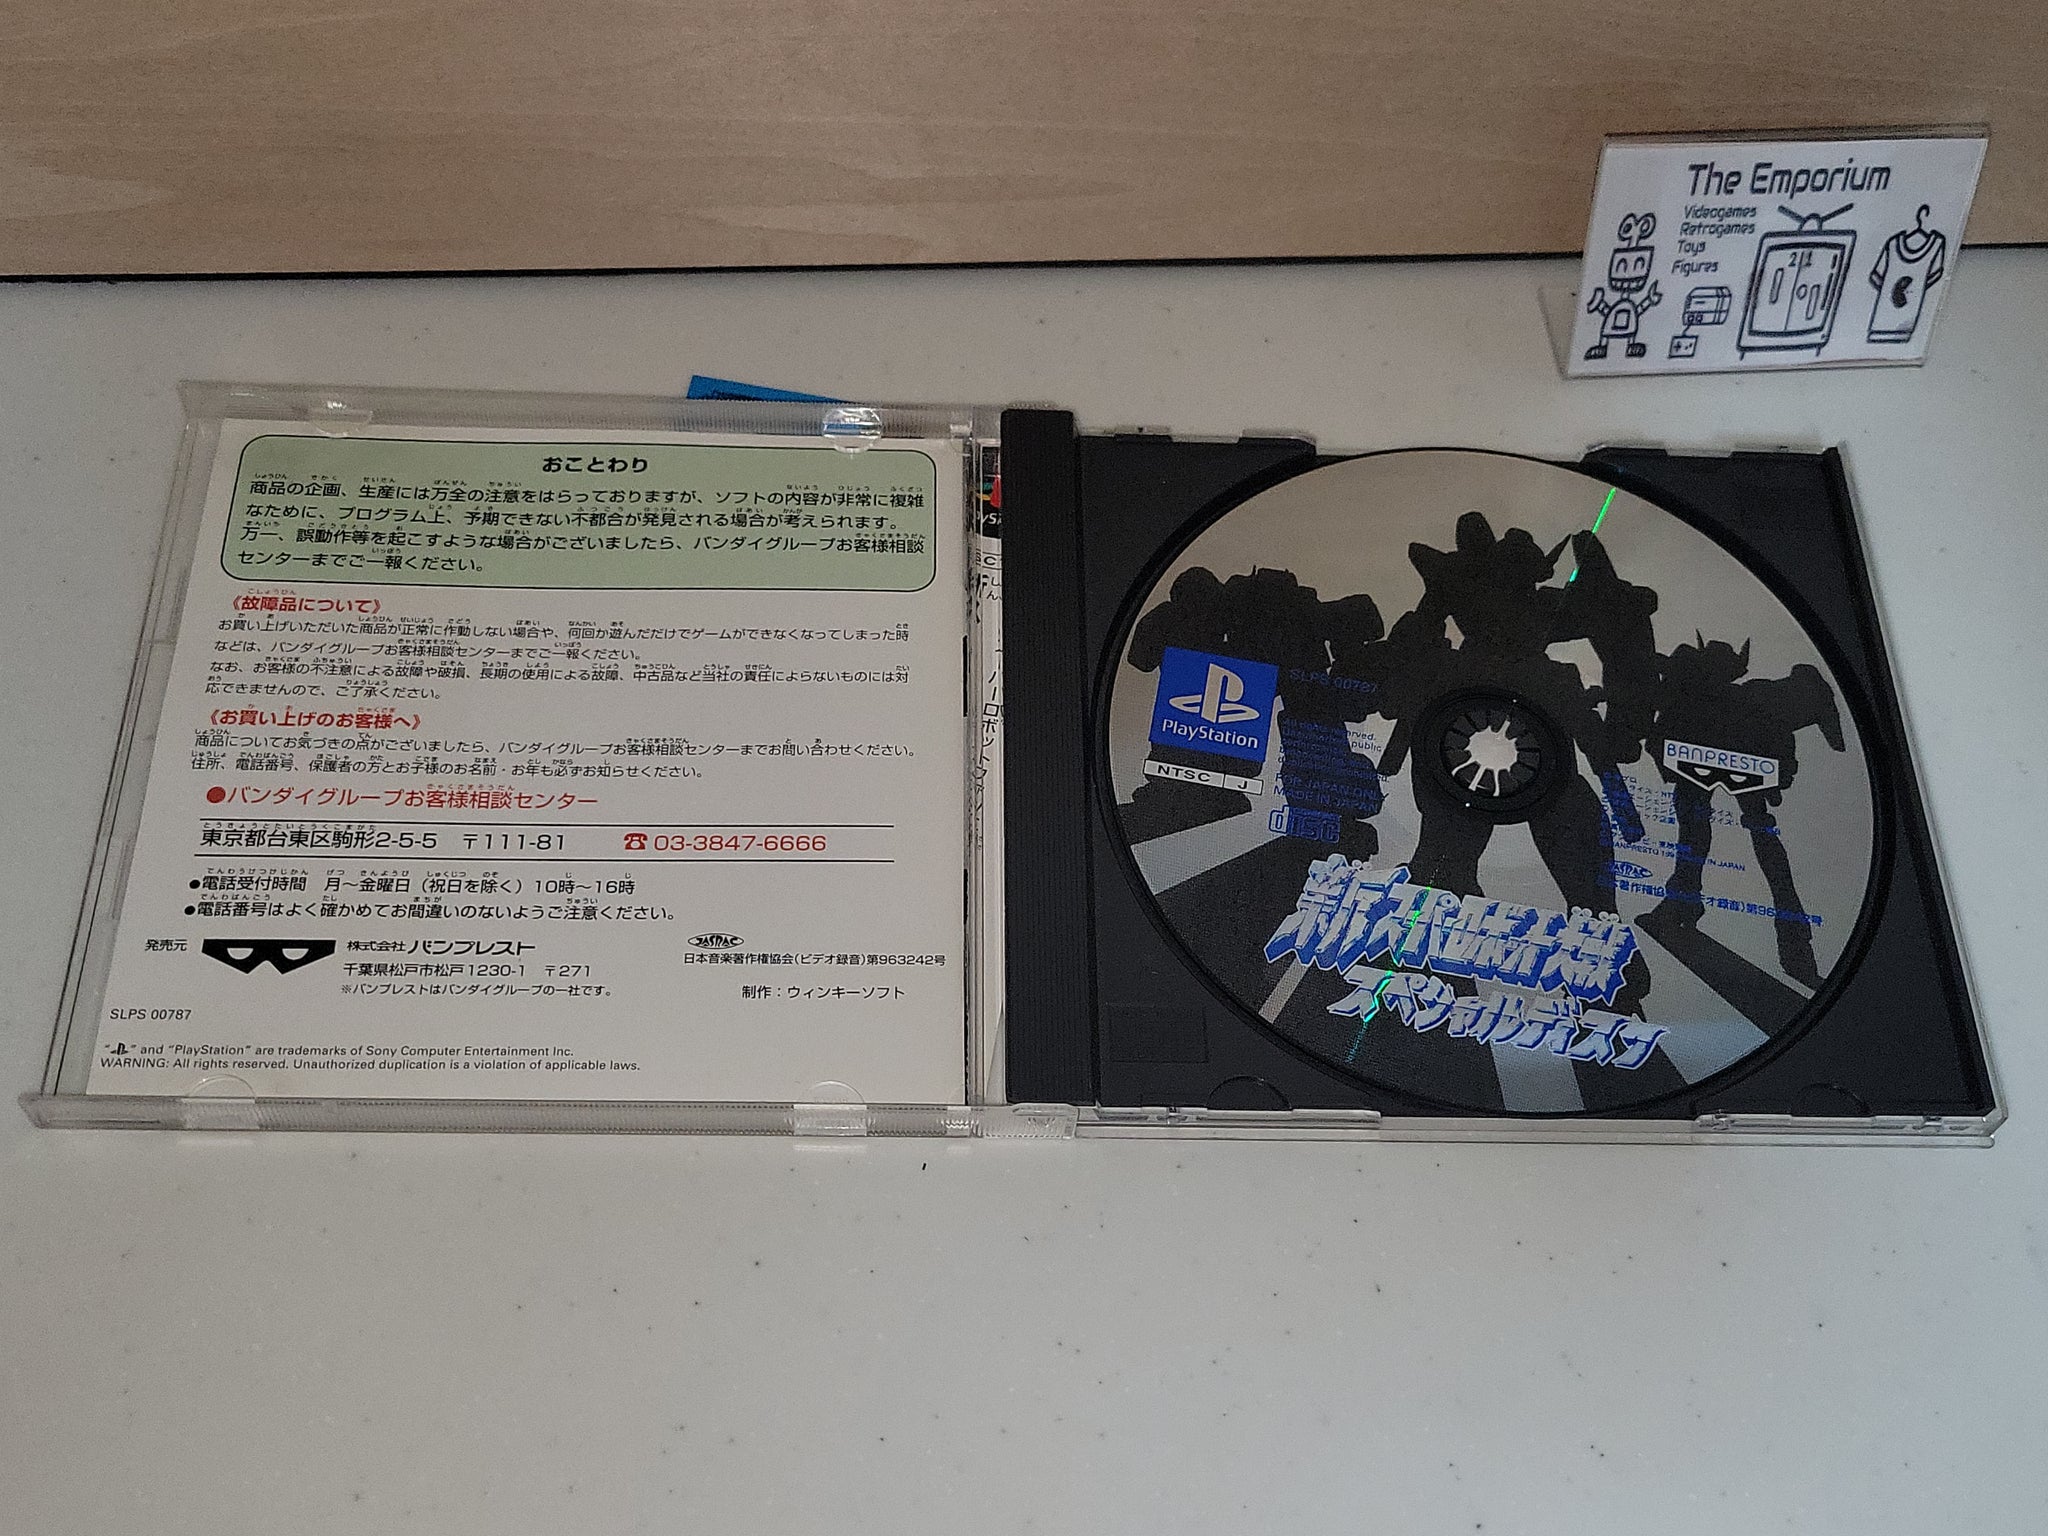 The Emporium
Videogames
Retrogames
Toys
Figures
21
おことわり
商品の企画、生産には万全の注意をはらっておりますが、ソフトの内容が非常に複雑
なために、プログラム上、予期できない不都合が発見される場合が考えられます。
万一、誤動作等を起こすような場合がございましたら、バンダイグループお客様相談
センターまでご一報ください。
《故障品について》
お買い上げいただいた商品が正常に作動しない場合や、何回か遊んだだけでゲームができなくなってしまった時
などは、バンダイグループお客様相談センターまでご一報ください。
なお、お客様の不注意による故障や破損、長期の使用による故障、中古品など当社の責任によらないものには対
応できませんので、ご了承ください。
《お買い上げのお客様へ》
商品についてお気づきの点がございましたら、バンダイグループお客様相談センターまでお問い合わせください。
住所、電話番号、保護者の方とお子様のお名前・お年も必ずお知らせください。
●バンダイグループお客様相談センター
東京都台東区駒形2-5-5 〒111-81 ☎03-3847-6666
●電話受付時間 月～金曜日（祝日を除く）10時～16時
●電話番号はよく確かめてお間違いのないようご注意ください。
発売元 株式会社 バンプレスト
千葉県松戸市松戸1230-1 〒271
※バンプレストはバンダイグループの一社です。
JASRAC
日本音楽著作権協会(ビデオ録音)第963242号
制作：ウィンキーソフト
SLPS 00787
"PS" and "PlayStation" are trademarks of Sony Computer Entertainment Inc.
WARNING: All rights reserved. Unauthorized duplication is a violation of applicable laws.
PlayStation
NTSC J
SLPS 00787
FOR JAPAN ONLY
MADE IN JAPAN
disc
BANPRESTO
JASRAC
新スーパーロボット大戦
スペシャルディスク